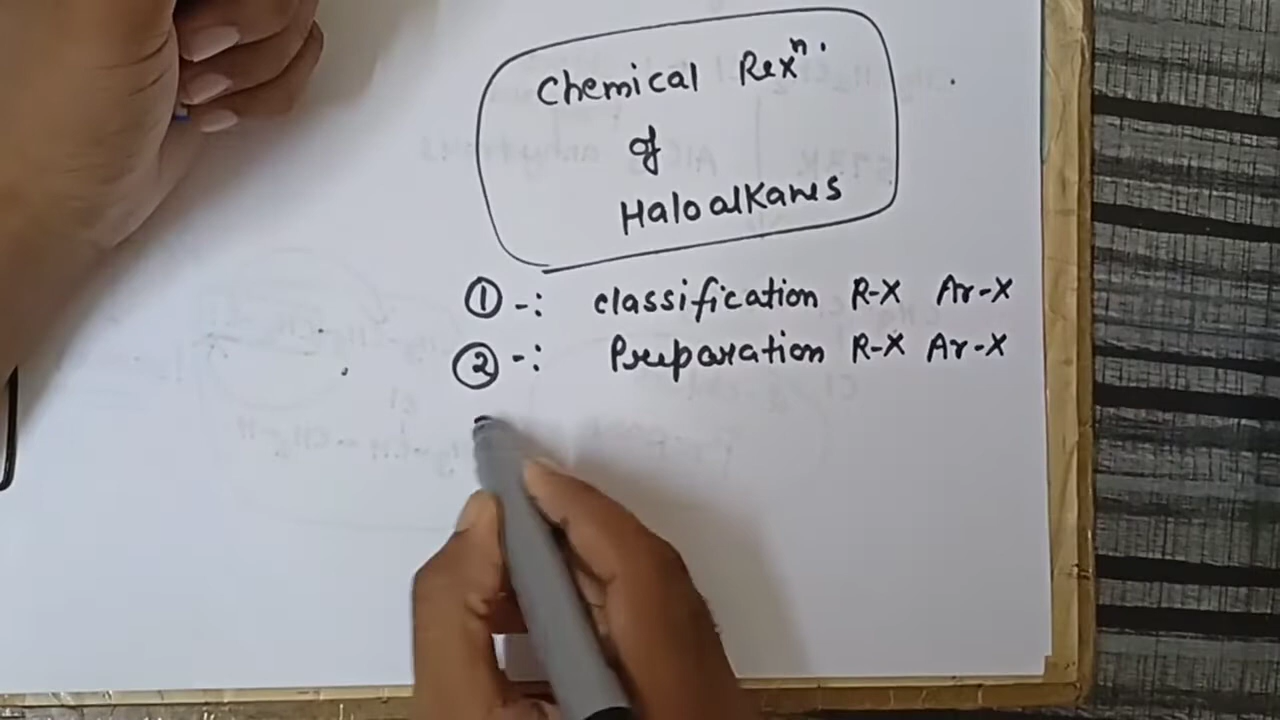 Chemical Rexⁿ.
of
Haloalkanes
① -: classification R-X Ar-X
② -: Preparation R-X Ar-X